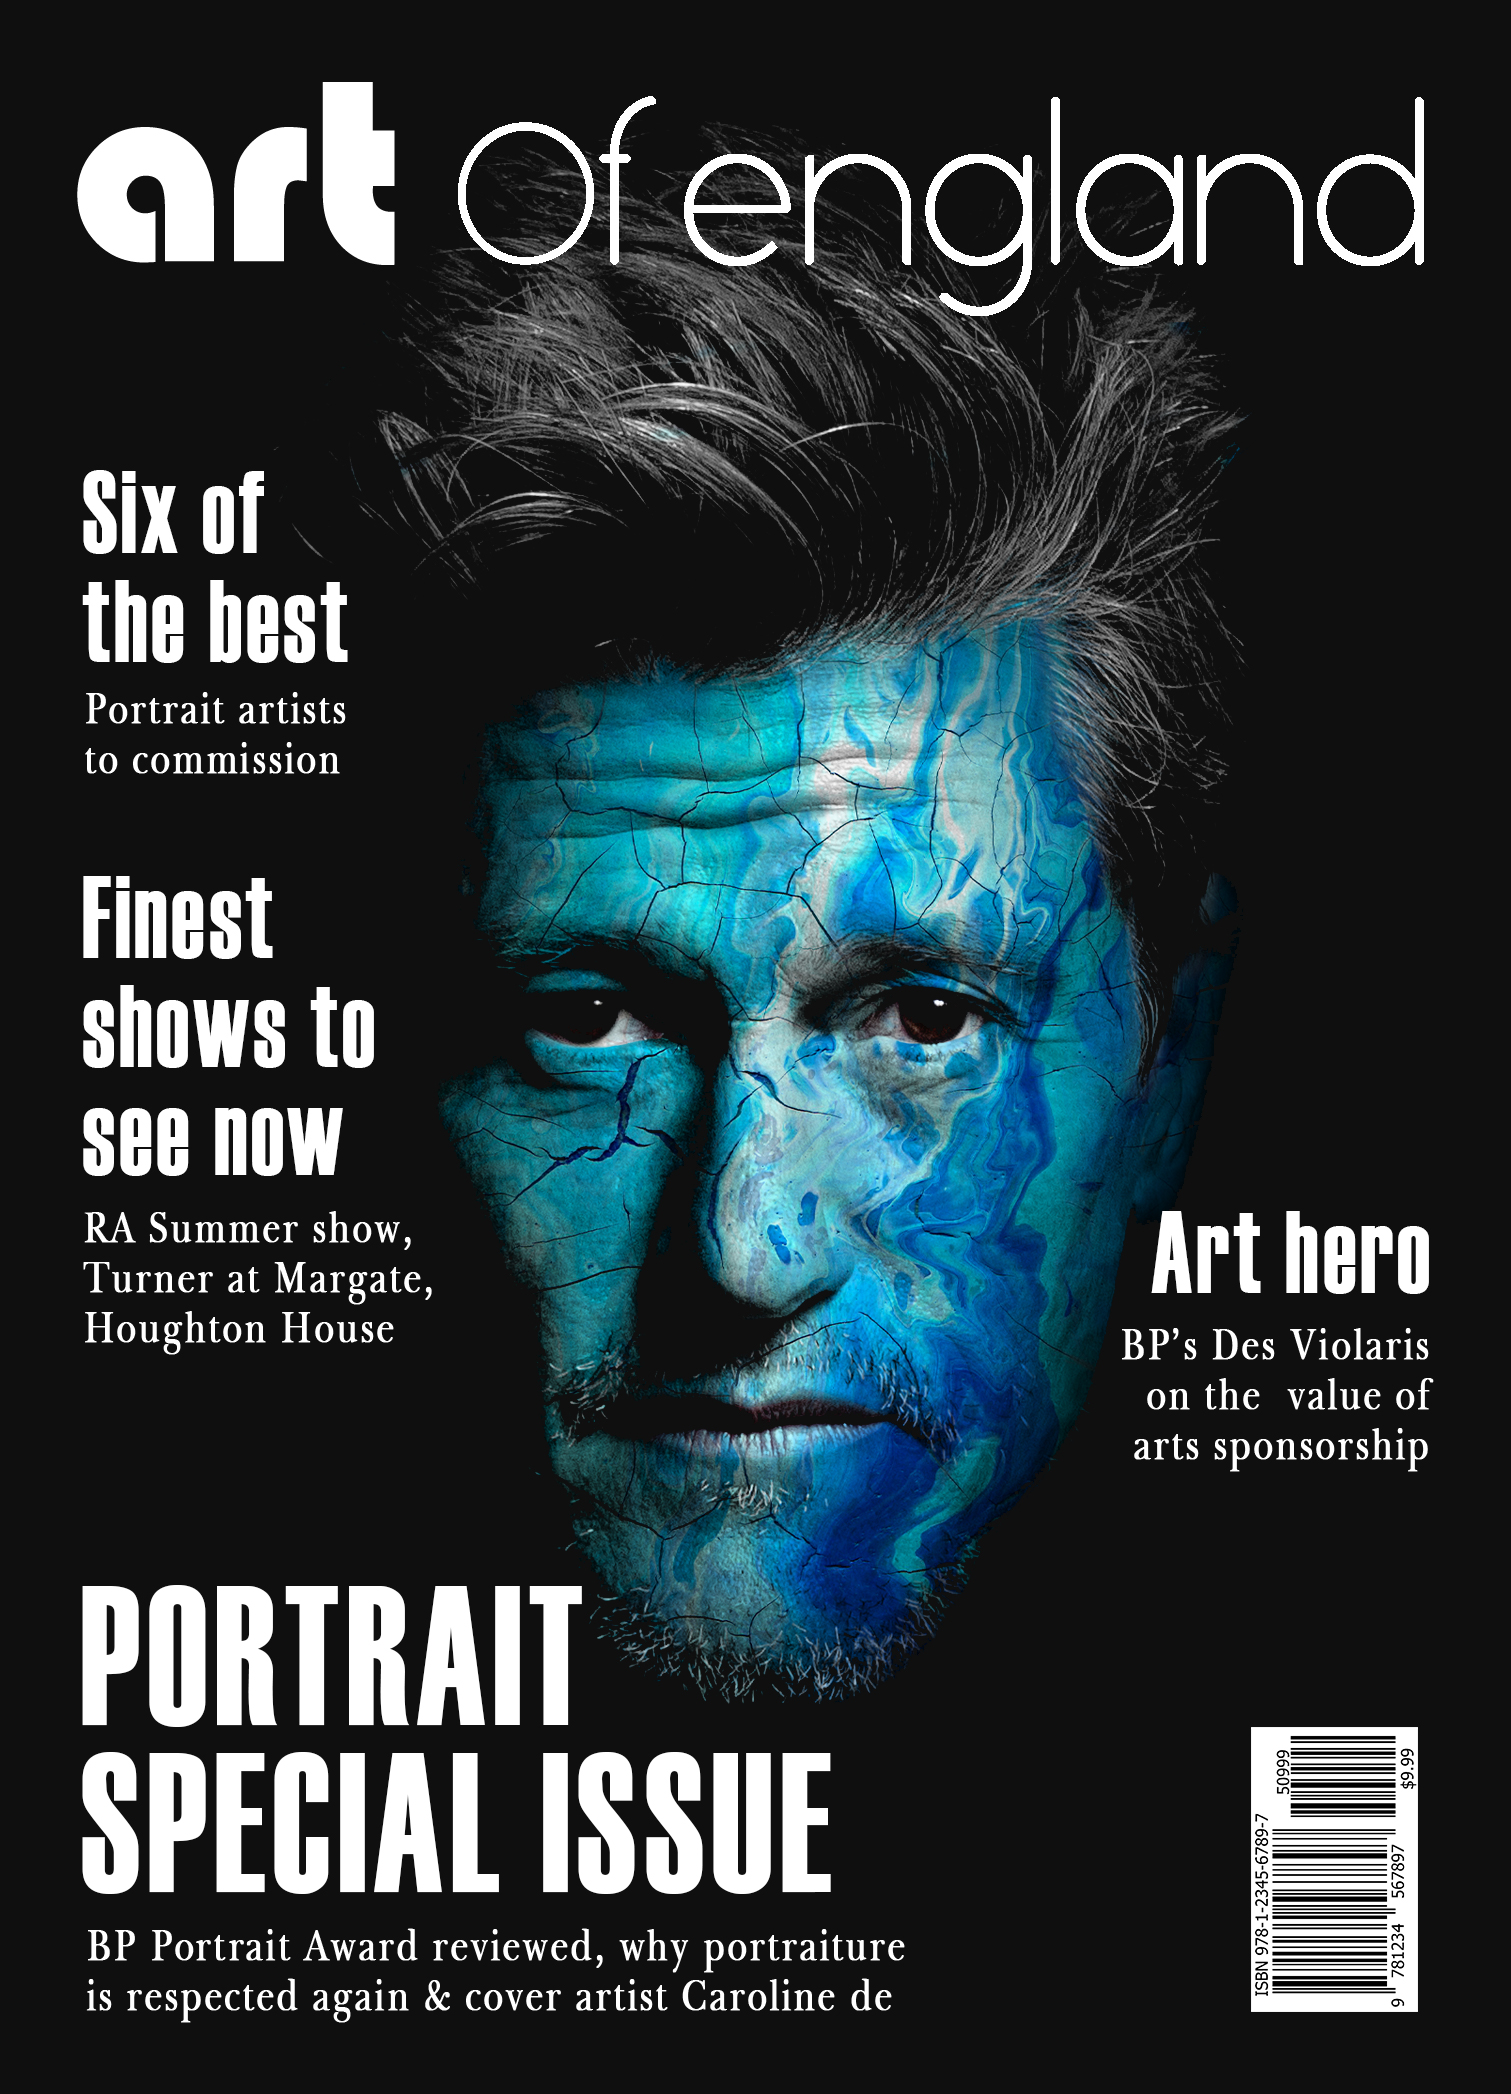 art of england
Six of
the best
Portrait artists
to commission
Finest
shows to
see now
RA Summer show,
Turner at Margate,
Houghton House
Art hero
BP's Des Violaris
on the value of
arts sponsorship
PORTRAIT
SPECIAL ISSUE
BP Portrait Award reviewed, why portraiture
is respected again & cover artist Caroline de
ISBN 978-1-2345-6789-7
50999
$9.99
9 781234 567897